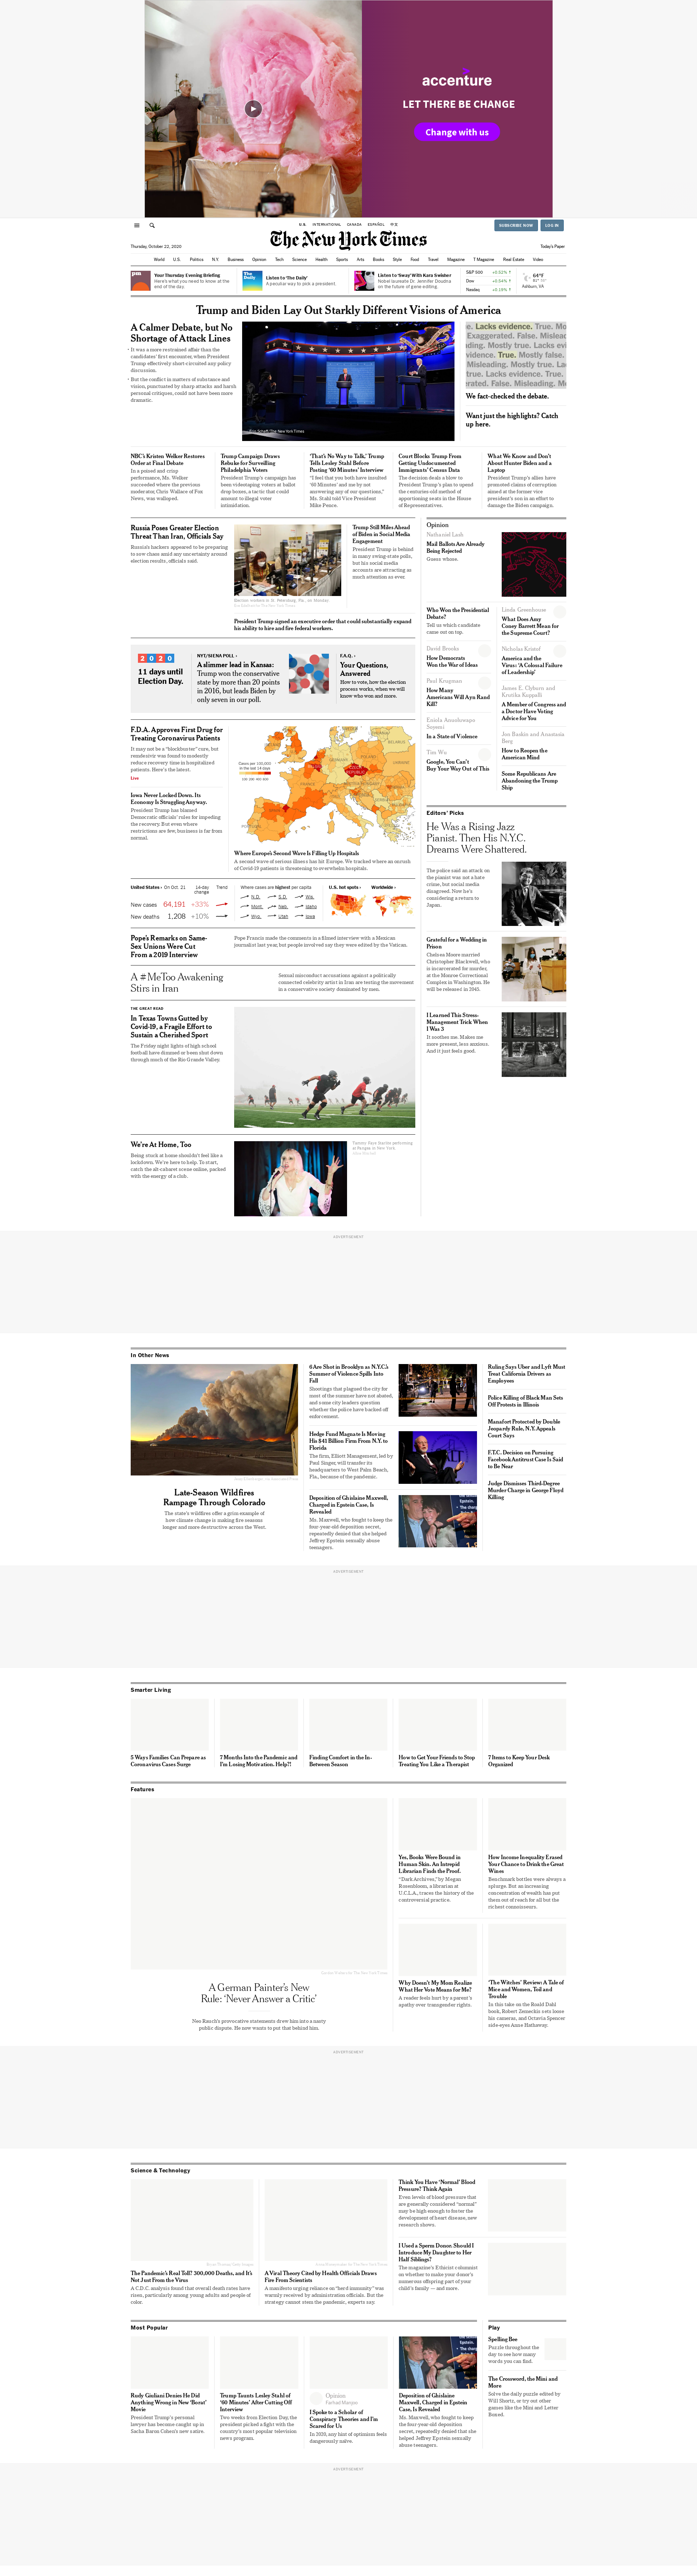 accenture
LET THERE BE CHANGE
Change with us
U.S. INTERNATIONAL CANADA ESPAÑOL 中文
SUBSCRIBE NOW LOG IN
The New York Times
Thursday, October 22, 2020
Today's Paper
World U.S. Politics N.Y. Business Opinion Tech Science Health Sports Arts Books Style Food Travel Magazine T Magazine Real Estate Video
Your Thursday Evening Briefing
Here's what you need to know at the
end of the day.
The Daily
Listen to 'The Daily'
A peculiar way to pick a president.
Listen to 'Sway' With Kara Swisher
Nobel laureate Dr. Jennifer Doudna
on the future of gene editing.
S&P 500 +0.52% ↑
Dow +0.54% ↑
Nasdaq +0.19% ↑
64°F
Ashburn, VA
Trump and Biden Lay Out Starkly Different Visions of America
A Calmer Debate, but No
Shortage of Attack Lines
• It was a more restrained affair than the
candidates' first encounter, when President
Trump effectively short-circuited any policy
discussion.
• But the conflict in matters of substance and
vision, punctuated by sharp attacks and harsh
personal critiques, could not have been more
dramatic.
We fact-checked the debate.
Want just the highlights? Catch
up here.
NBC's Kristen Welker Restores
Order at Final Debate
In a poised and crisp
performance, Ms. Welker
succeeded where the previous
moderator, Chris Wallace of Fox
News, was walloped.
Trump Campaign Draws
Rebuke for Surveilling
Philadelphia Voters
President Trump's campaign has
been videotaping voters at ballot
drop boxes, a tactic that could
amount to illegal voter
intimidation.
'That's No Way to Talk,' Trump
Tells Lesley Stahl Before
Posting '60 Minutes' Interview
"I feel that you both have insulted
'60 Minutes' and me by not
answering any of our questions,"
Ms. Stahl told Vice President
Mike Pence.
Court Blocks Trump From
Getting Undocumented
Immigrants' Census Data
The decision deals a blow to
President Trump's plan to upend
the centuries-old method of
apportioning seats in the House
of Representatives.
What We Know and Don't
About Hunter Biden and a
Laptop
President Trump's allies have
promoted claims of corruption
aimed at the former vice
president's son in an effort to
damage the Biden campaign.
Russia Poses Greater Election
Threat Than Iran, Officials Say
Russia's hackers appeared to be preparing
to sow chaos amid any uncertainty around
election results, officials said.
Election workers in St. Petersburg, Fla., on Monday.
Trump Still Miles Ahead
of Biden in Social Media
Engagement
President Trump is behind
in many swing-state polls,
but his social media
accounts are attracting as
much attention as ever.
President Trump signed an executive order that could substantially expand
his ability to hire and fire federal workers.
2020
11 days until
Election Day.
NYT/SIENA POLL ›
A slimmer lead in Kansas:
Trump won the conservative
state by more than 20 points
in 2016, but leads Biden by
only seven in our poll.
F.A.Q. ›
Your Questions,
Answered
How to vote, how the election
process works, when we will
know who won and more.
F.D.A. Approves First Drug for
Treating Coronavirus Patients
It may not be a "blockbuster" cure, but
remdesivir was found to modestly
reduce recovery time in hospitalized
patients. Here's the latest.
Live
Iowa Never Locked Down. Its
Economy Is Struggling Anyway.
President Trump has blamed
Democratic officials' rules for impeding
the recovery. But even where
restrictions are few, business is far from
normal.
Cases per 100,000
in the last 14 days
Where Europe's Second Wave Is Filling Up Hospitals
A second wave of serious illness has hit Europe. We tracked where an outrush
of Covid-19 patients is threatening to overwhelm hospitals.
United States › On Oct. 21 14-day
change Trend
New cases 64,191 +33%
New deaths 1,208 +10%
Where cases are highest per capita
N.D. S.D. Wis.
Mont. Neb. Idaho
Wyo. Utah Iowa
U.S. hot spots ›
Worldwide ›
Pope's Remarks on Same-
Sex Unions Were Cut
From a 2019 Interview
Pope Francis made the comments in a filmed interview with a Mexican
journalist last year, but people involved say they were edited by the Vatican.
A #MeToo Awakening
Stirs in Iran
Sexual misconduct accusations against a politically
connected celebrity artist in Iran are testing the movement
in a conservative society dominated by men.
THE GREAT READ
In Texas Towns Gutted by
Covid-19, a Fragile Effort to
Sustain a Cherished Sport
The Friday night lights of high school
football have dimmed or been shut down
through much of the Rio Grande Valley.
We're At Home, Too
Being stuck at home shouldn't feel like a
lockdown. We're here to help. To start,
catch the alt-cabaret scene online, packed
with the energy of a club.
Opinion
Nathaniel Lash
Mail Ballots Are Already
Being Rejected
Guess whose.
Who Won the Presidential
Debate?
Tell us which candidate
came out on top.
Linda Greenhouse
What Does Amy
Coney Barrett Mean for
the Supreme Court?
David Brooks
How Democrats
Won the War of Ideas
Nicholas Kristof
America and the
Virus: 'A Colossal Failure
of Leadership'
Paul Krugman
How Many
Americans Will Ayn Rand
Kill?
James E. Clyburn and
A Member of Congress and
a Doctor Have Voting
Advice for You
In a State of Violence
How to Reopen the
American Mind
Tim Wu
Google, You Can't
Buy Your Way Out of This
Some Republicans Are
Abandoning the Trump
Ship
Editors' Picks
He Was a Rising Jazz
Pianist. Then His N.Y.C.
Dreams Were Shattered.
The police said an attack on
the pianist was not a hate
crime, but social media
disagreed. Now he's
considering a return to
Japan.
Grateful for a Wedding in
Prison
Chelsea Moore married
Christopher Blackwell, who
is incarcerated for murder,
at the Monroe Correctional
Complex in Washington. He
will be released in 2045.
I Learned This Stress-
Management Trick When
I Was 3
It soothes me. Makes me
more present, less anxious.
And it just feels good.
ADVERTISEMENT
In Other News
Late-Season Wildfires
Rampage Through Colorado
The state's wildfires offer a grim example of
how climate change is making fire seasons
longer and more destructive across the West.
6 Are Shot in Brooklyn as N.Y.C.'s
Summer of Violence Spills Into
Fall
Shootings that plagued the city for
most of the summer have not abated,
and some city leaders question
whether the police have backed off
enforcement.
Hedge Fund Magnate Is Moving
His $41 Billion Firm From N.Y. to
Florida
The firm, Elliott Management, led by
Paul Singer, will transfer its
headquarters to West Palm Beach,
Fla., because of the pandemic.
Deposition of Ghislaine Maxwell,
Charged in Epstein Case, Is
Revealed
Ms. Maxwell, who fought to keep the
four-year-old deposition secret,
repeatedly denied that she helped
Jeffrey Epstein sexually abuse
teenagers.
Ruling Says Uber and Lyft Must
Treat California Drivers as
Employees
Police Killing of Black Man Sets
Off Protests in Illinois
Manafort Protected by Double
Jeopardy Rule, N.Y. Appeals
Court Says
F.T.C. Decision on Pursuing
Facebook Antitrust Case Is Said
to Be Near
Judge Dismisses Third-Degree
Murder Charge in George Floyd
Killing
ADVERTISEMENT
Smarter Living
5 Ways Families Can Prepare as
Coronavirus Cases Surge
7 Months Into the Pandemic and
I'm Losing Motivation. Help?!
Finding Comfort in the In-
Between Season
How to Get Your Friends to Stop
Treating You Like a Therapist
7 Items to Keep Your Desk
Organized
Features
A German Painter's New
Rule: 'Never Answer a Critic'
Neo Rauch's provocative statements drew him into a nasty
public dispute. He now wants to put that behind him.
Yes, Books Were Bound in
Human Skin. An Intrepid
Librarian Finds the Proof.
"Dark Archives," by Megan
Rosenbloom, a librarian at
U.C.L.A., traces the history of the
controversial practice.
How Income Inequality Erased
Your Chance to Drink the Great
Wines
Benchmark bottles were always a
splurge. But an increasing
concentration of wealth has put
them out of reach for all but the
richest connoisseurs.
Why Doesn't My Mom Realize
What Her Vote Means for Me?
A reader feels hurt by a parent's
apathy over transgender rights.
'The Witches' Review: A Tale of
Mice and Women, Toil and
Trouble
In this take on the Roald Dahl
book, Robert Zemeckis sets loose
his cameras, and Octavia Spencer
side-eyes Anne Hathaway.
ADVERTISEMENT
Science & Technology
The Pandemic's Real Toll? 300,000 Deaths, and It's
Not Just From the Virus
A C.D.C. analysis found that overall death rates have
risen, particularly among young adults and people of
color.
A Viral Theory Cited by Health Officials Draws
Fire From Scientists
A manifesto urging reliance on "herd immunity" was
warmly received by administration officials. But the
strategy cannot stem the pandemic, experts say.
Think You Have 'Normal' Blood
Pressure? Think Again
Even levels of blood pressure that
are generally considered "normal"
may be high enough to foster the
development of heart disease, new
research shows.
I Used a Sperm Donor. Should I
Introduce My Daughter to Her
Half Siblings?
The magazine's Ethicist columnist
on whether to make your donor's
numerous offspring part of your
child's family — and more.
Most Popular
Rudy Giuliani Denies He Did
Anything Wrong in New 'Borat'
Movie
President Trump's personal
lawyer has become caught up in
Sacha Baron Cohen's new satire.
Trump Taunts Lesley Stahl of
'60 Minutes' After Cutting Off
Interview
Two weeks from Election Day, the
president picked a fight with the
country's most popular television
news program.
Opinion
Farhad Manjoo
I Spoke to a Scholar of
Conspiracy Theories and I'm
Scared for Us
In 2020, any hint of optimism feels
dangerously naive.
Deposition of Ghislaine
Maxwell, Charged in Epstein
Case, Is Revealed
Ms. Maxwell, who fought to keep
the four-year-old deposition
secret, repeatedly denied that she
helped Jeffrey Epstein sexually
abuse teenagers.
Play
Spelling Bee
Puzzle throughout the
day to see how many
words you can find.
The Crossword, the Mini and
More
Solve the daily puzzle edited by
Will Shortz, or try out other
games like the Mini and Letter
Boxed.
ADVERTISEMENT